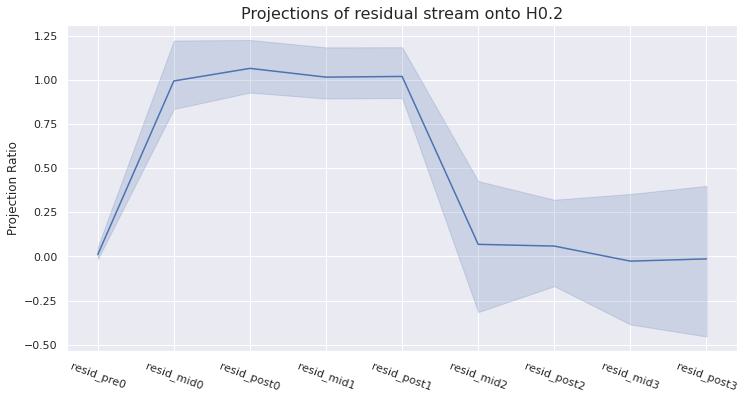 Projections of residual stream onto H0.2
1.25
1.00
0.75
0.50
0.25
0.00
−0.25
−0.50
Projection Ratio
resid_pre0
resid_mid0
resid_post0
resid_mid1
resid_post1
resid_mid2
resid_post2
resid_mid3
resid_post3